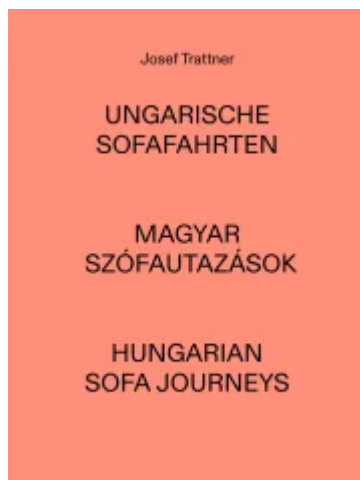 Josef Trattner
UNGARISCHE
SOFAFAHRTEN
MAGYAR
SZÓFAUTAZÁSOK
HUNGARIAN
SOFA JOURNEYS